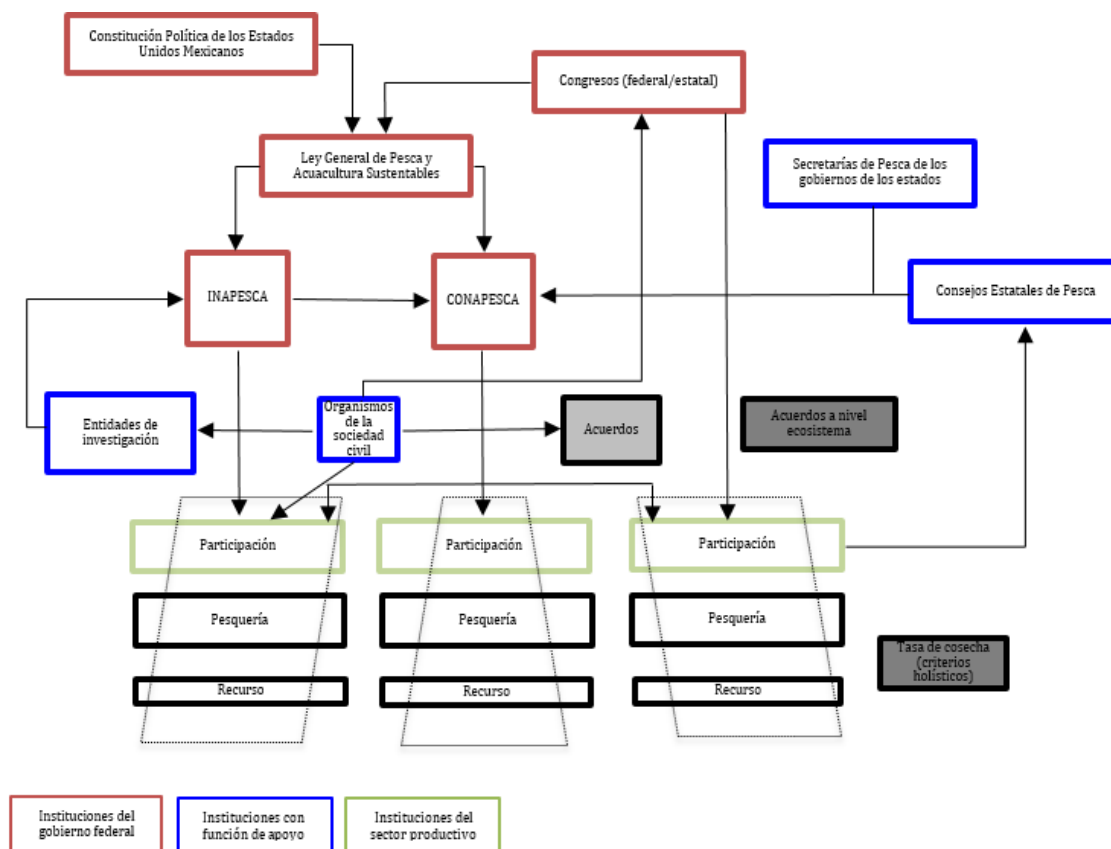 Constitución Política de los Estados
Unidos Mexicanos
Congresos (federal/estatal)
Ley General de Pesca y
Acuacultura Sustentables
Secretarías de Pesca de los
gobiernos de los estados
INAPESCA
CONAPESCA
Consejos Estatales de Pesca
Entidades de
investigación
Organismos
de la
sociedad
civil
Acuerdos
Acuerdos a nivel
ecosistema
Participación
Participación
Participación
Pesquería
Pesquería
Pesquería
Tasa de cosecha
(criterios
holísticos)
Recurso
Recurso
Recurso
Instituciones del
gobierno federal
Instituciones con
función de apoyo
Instituciones del
sector productivo